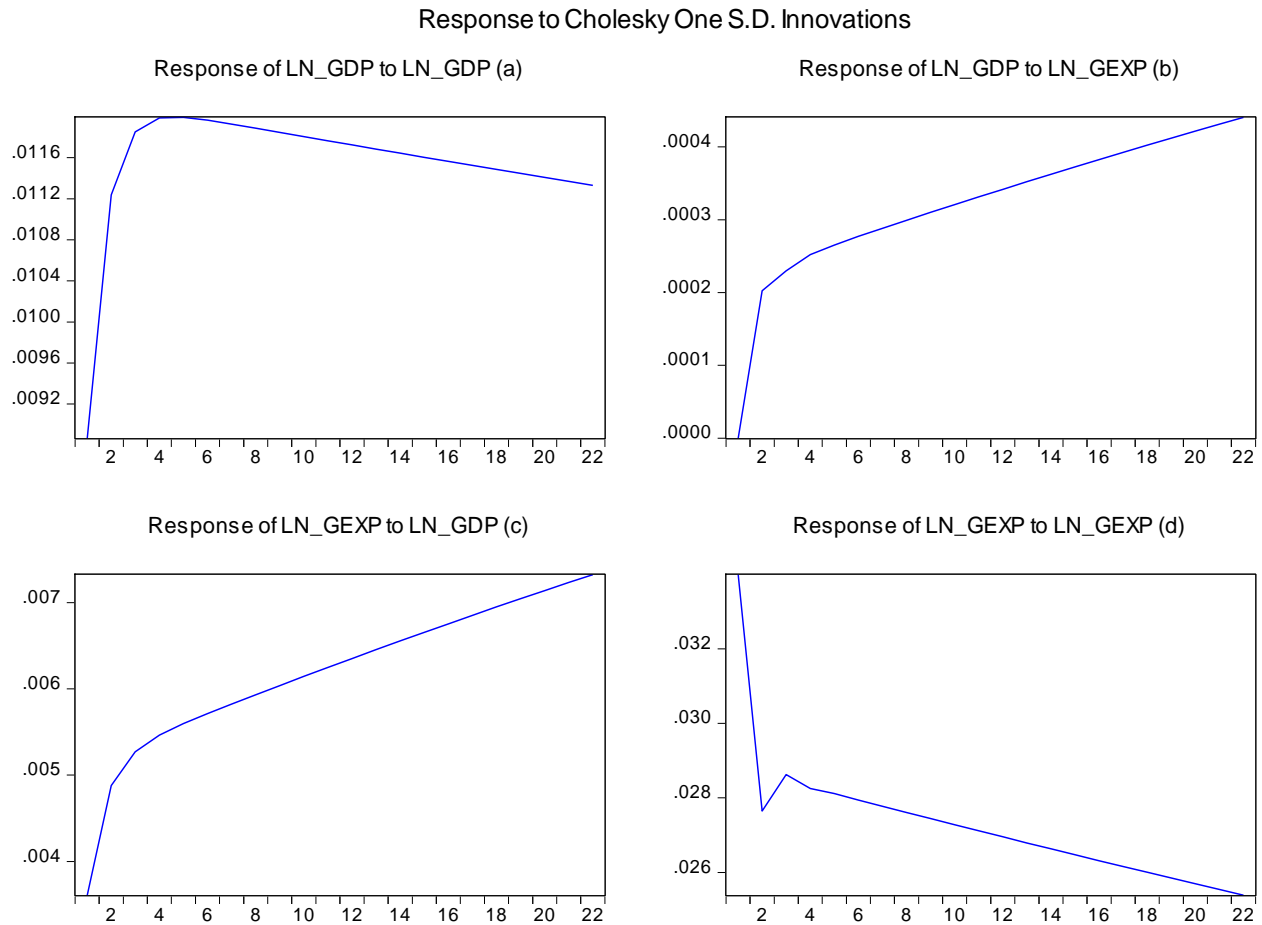 Response to Cholesky One S.D. Innovations
Response of LN_GDP to LN_GDP (a)
.0116
.0112
.0108
.0104
.0100
.0096
.0092
2 4 6 8 10 12 14 16 18 20 22
Response of LN_GDP to LN_GEXP (b)
.0004
.0003
.0002
.0001
.0000
2 4 6 8 10 12 14 16 18 20 22
Response of LN_GEXP to LN_GDP (c)
.007
.006
.005
.004
2 4 6 8 10 12 14 16 18 20 22
Response of LN_GEXP to LN_GEXP (d)
.032
.030
.028
.026
2 4 6 8 10 12 14 16 18 20 22